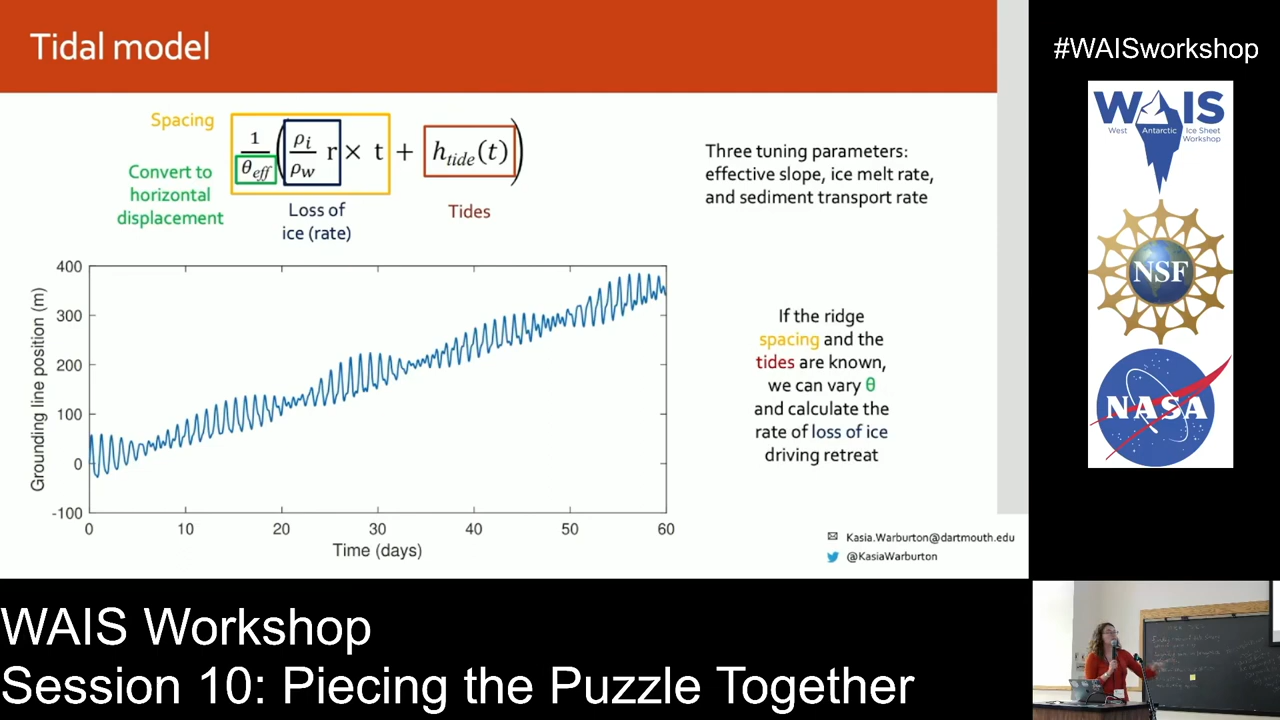 Tidal model
#WAISworkshop
Spacing
Convert to
horizontal
displacement
1
θeff
(ρi
ρw
r × t + htide(t))
Loss of
ice (rate)
Tides
Three tuning parameters:
effective slope, ice melt rate,
and sediment transport rate
WAIS
West Antarctic Ice Sheet
Workshop
NSF
NASA
If the ridge
spacing and the
tides are known,
we can vary θ
and calculate the
rate of loss of ice
driving retreat
Grounding line position (m)
400
300
200
100
0
-100
0 10 20 30 40 50 60
Time (days)
Kasia.Warburton@dartmouth.edu
@KasiaWarburton
WAIS Workshop
Session 10: Piecing the Puzzle Together